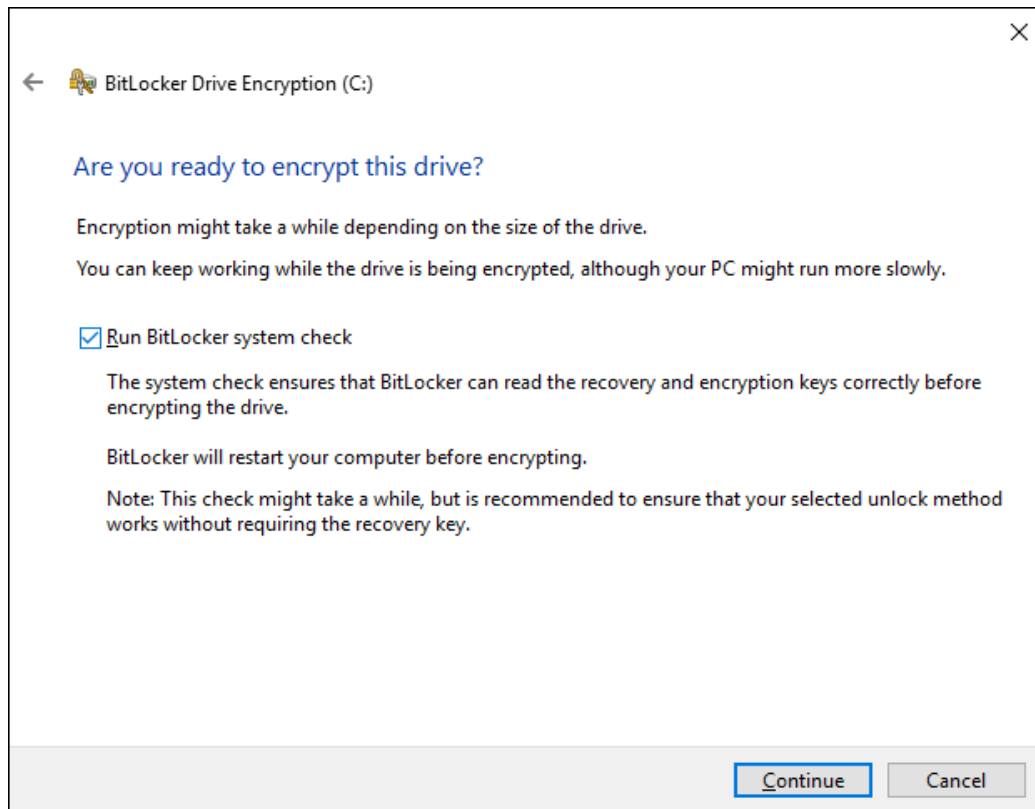 BitLocker Drive Encryption (C:)
Are you ready to encrypt this drive?
Encryption might take a while depending on the size of the drive.
You can keep working while the drive is being encrypted, although your PC might run more slowly.
Run BitLocker system check
The system check ensures that BitLocker can read the recovery and encryption keys correctly before
encrypting the drive.
BitLocker will restart your computer before encrypting.
Note: This check might take a while, but is recommended to ensure that your selected unlock method
works without requiring the recovery key.
Continue
Cancel